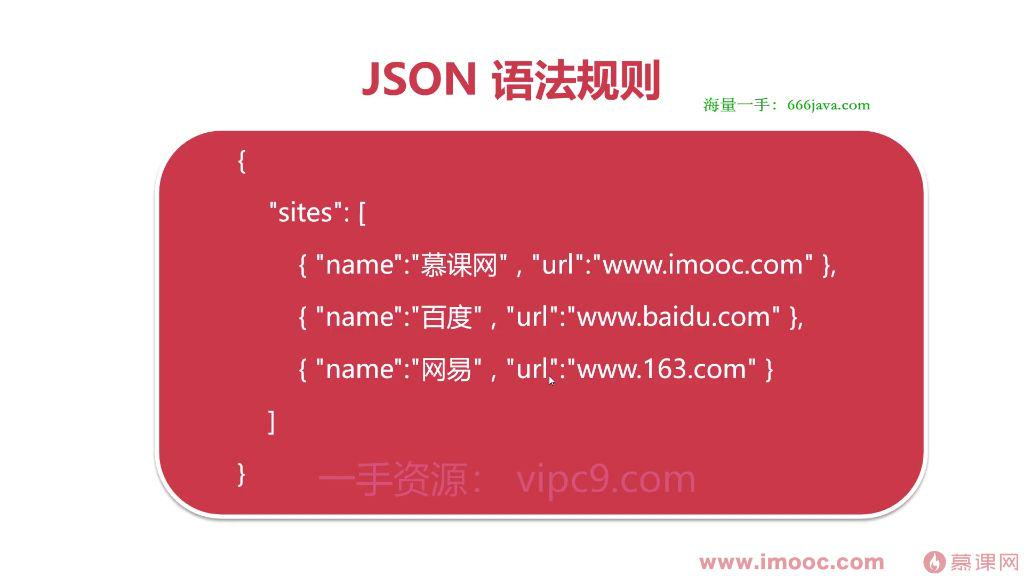 JSON 语法规则
海量一手：666java.com
{
"sites": [
{ "name":"慕课网" , "url":"www.imooc.com" },
{ "name":"百度" , "url":"www.baidu.com" },
{ "name":"网易" , "url":"www.163.com" }
]
}
一手资源： vipc9.com
www.imooc.com 慕课网